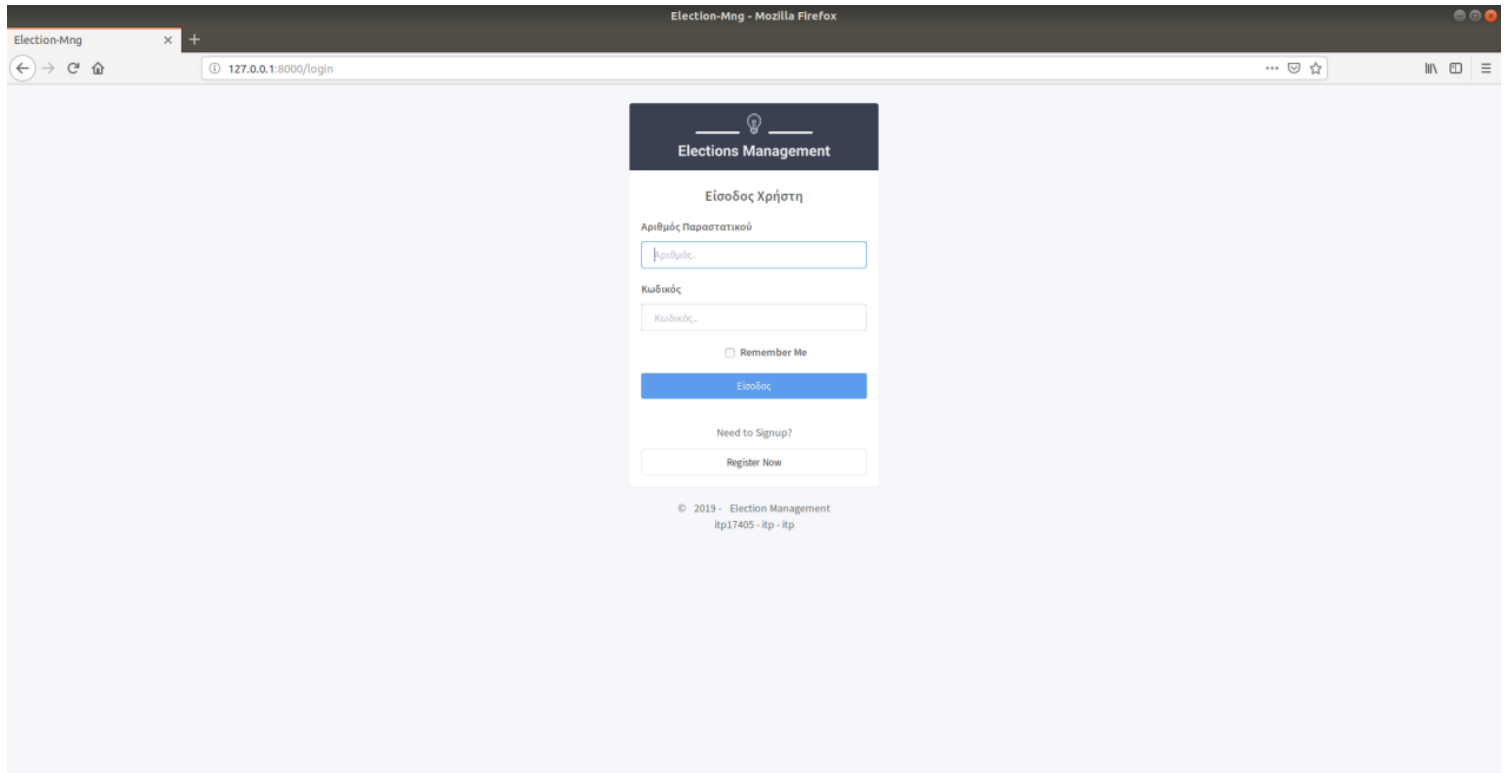 Election-Mng - Mozilla Firefox
Election-Mng
127.0.0.1:8000/login
Elections Management
Είσοδος Χρήστη
Αριθμός Παραστατικού
Αριθμός..
Κωδικός
Κωδικός..
Remember Me
Είσοδος
Need to Signup?
Register Now
© 2019 - Election Management
itp17405 - itp - itp